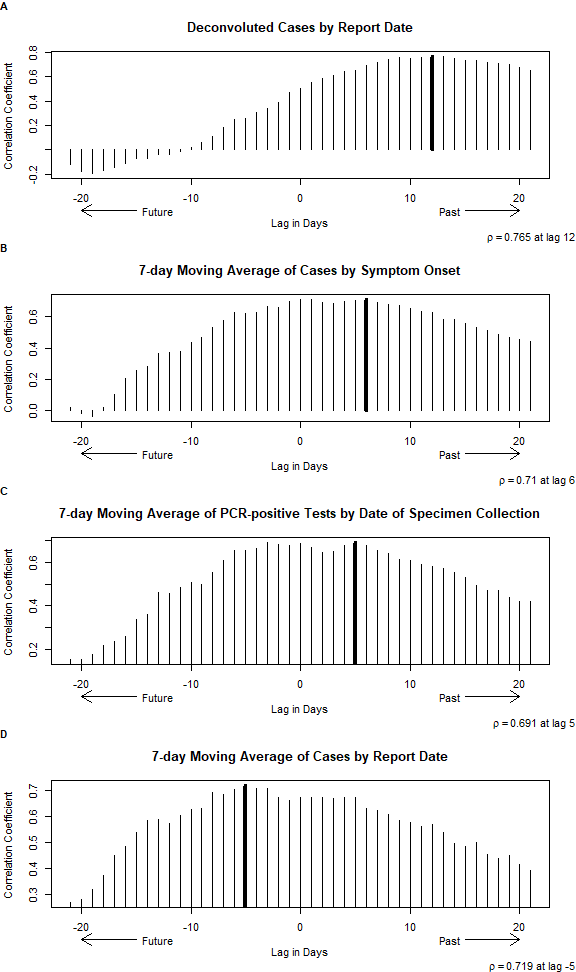 A
Deconvoluted Cases by Report Date
Correlation Coefficient
-0.2 0.2 0.4 0.6 0.8
-20 -10 0 10 20
Future Past
Lag in Days
ρ = 0.765 at lag 12
B
7-day Moving Average of Cases by Symptom Onset
Correlation Coefficient
0.0 0.2 0.4 0.6
-20 -10 0 10 20
Future Past
Lag in Days
ρ = 0.71 at lag 6
C
7-day Moving Average of PCR-positive Tests by Date of Specimen Collection
Correlation Coefficient
0.2 0.4 0.6
-20 -10 0 10 20
Future Past
Lag in Days
ρ = 0.691 at lag 5
D
7-day Moving Average of Cases by Report Date
Correlation Coefficient
0.3 0.4 0.5 0.6 0.7
-20 -10 0 10 20
Future Past
Lag in Days
ρ = 0.719 at lag -5